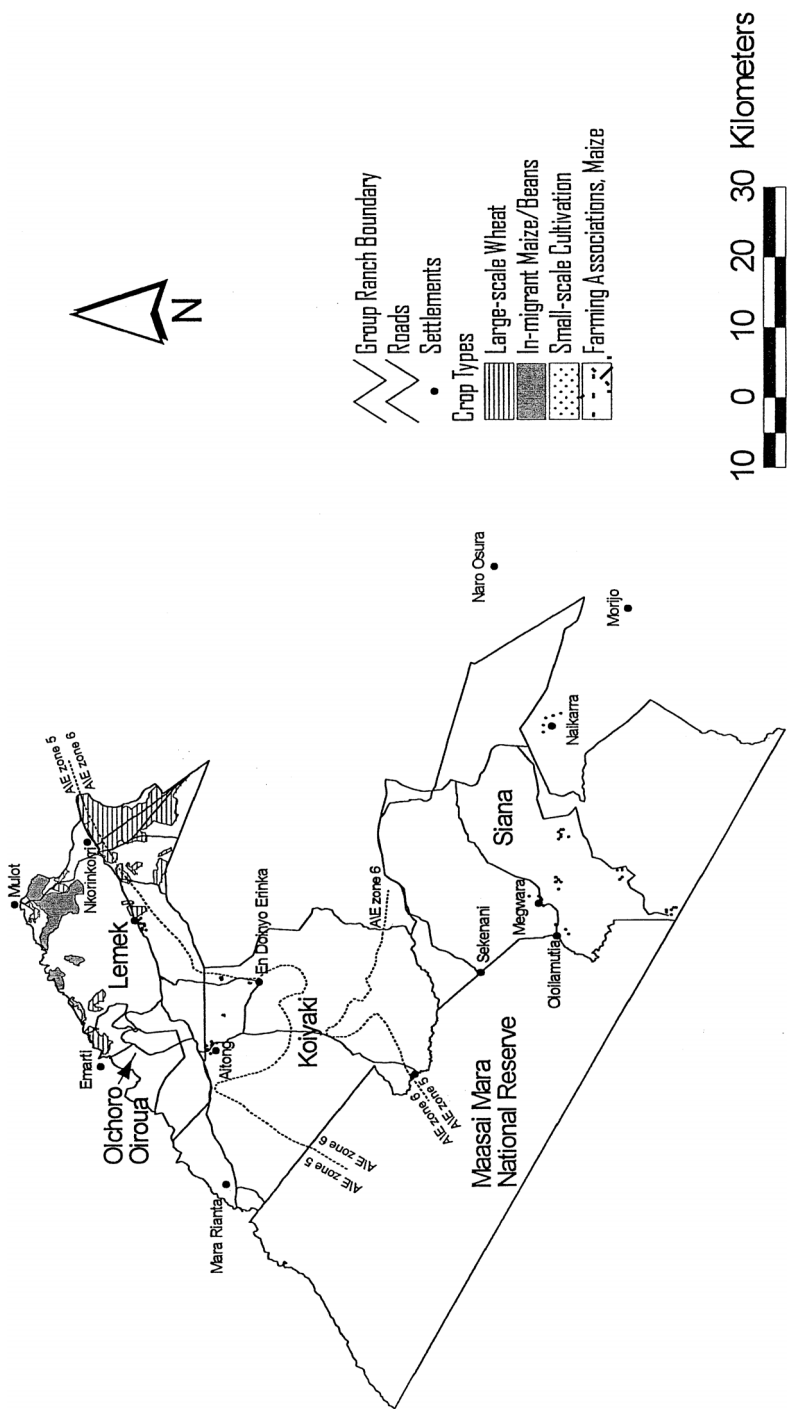 Mulot
AIE zone 5
AIE zone 6
Nkorinkorri
Emarti
Lemek
Olchoro
Oiroua
Aitong
En Doinyo Erinka
Mara Rianta
Koiyaki
AIE zone 5
AIE zone 6
AIE zone 6
AIE zone 6
AIE zone 5
Maasai Mara
National Reserve
Sekenani
Megwara
Ololamutia
Siana
Naikarra
Naro Osura
Morijo
N
Group Ranch Boundary
Roads
Settlements
Crop Types
Large-scale Wheat
In-migrant Maize/Beans
Small-scale Cultivation
Farming Associations, Maize
10 0 10 20 30 Kilometers